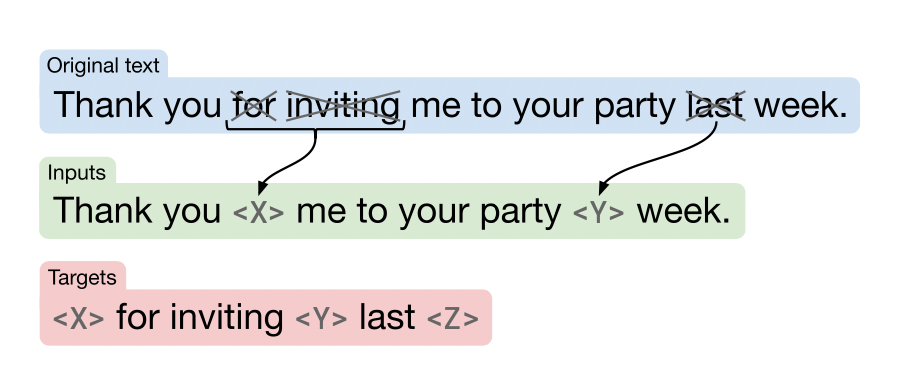 Original text
Thank you for inviting me to your party last week.
Inputs
Thank you <X> me to your party <Y> week.
Targets
<X> for inviting <Y> last <Z>